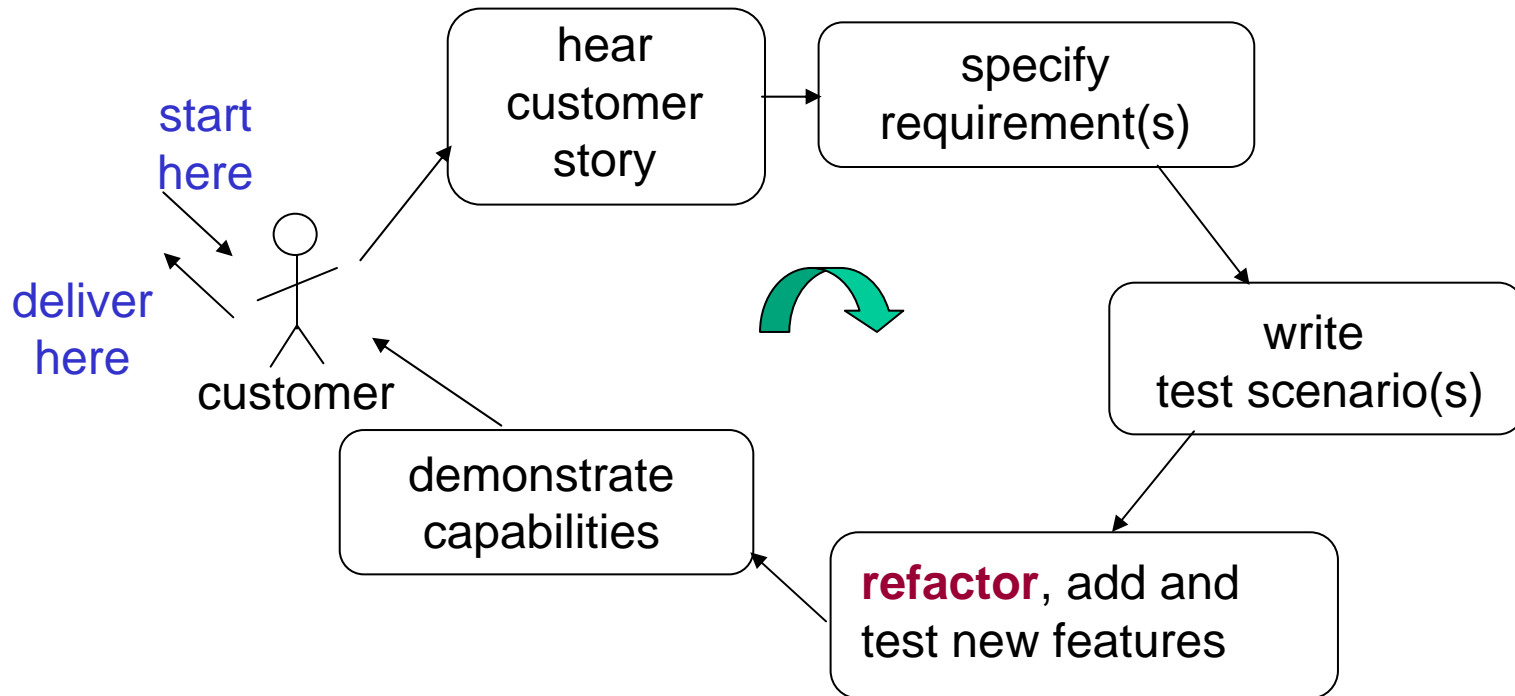 start
here
deliver
here
customer
hear
customer
story
specify
requirement(s)
write
test scenario(s)
refactor, add and
test new features
demonstrate
capabilities